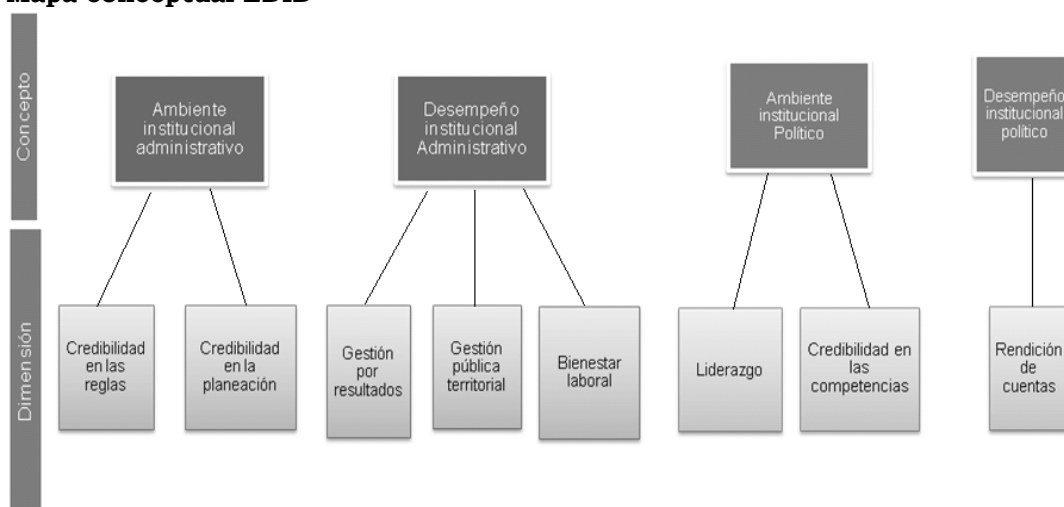 Mapa conceptual EDID
Concepto
Ambiente
institucional
administrativo
Desempeño
institucional
Administrativo
Ambiente
institucional
Político
Desempeño
institucional
político
Dimensión
Credibilidad
en las
reglas
Credibilidad
en la
planeación
Gestión
por
resultados
Gestión
pública
territorial
Bienestar
laboral
Liderazgo
Credibilidad en
las
competencias
Rendición
de
cuentas